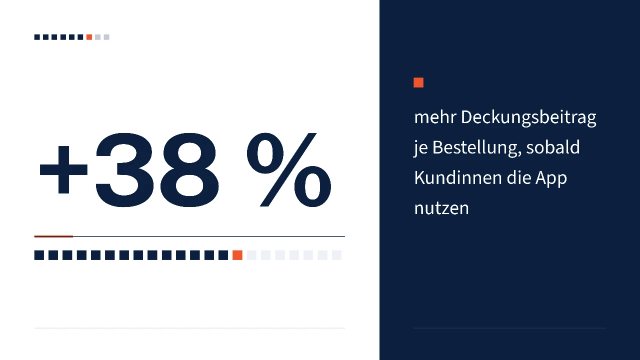 +38 %
mehr Deckungsbeitrag
je Bestellung, sobald
Kundinnen die App
nutzen